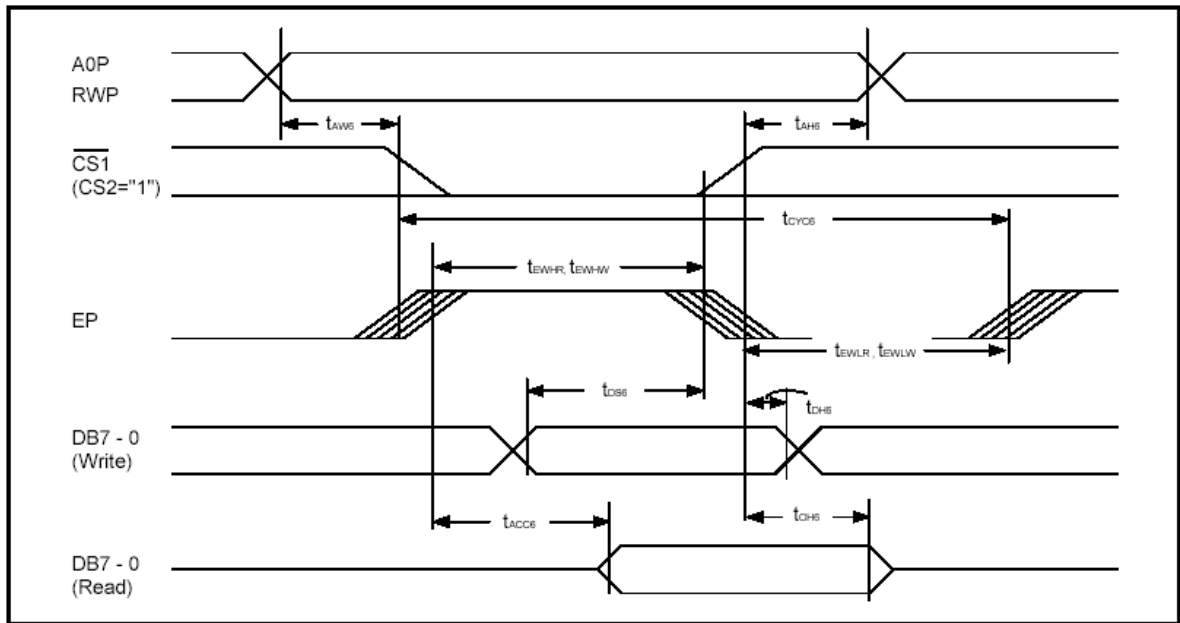 A0P
RWP
tAW6
tAH6
CS1
(CS2="1")
tCYC6
tEWHR, tEWHW
EP
tEWLR , tEWLW
tDS6
tDH6
DB7 - 0
(Write)
tACC6
tOH6
DB7 - 0
(Read)